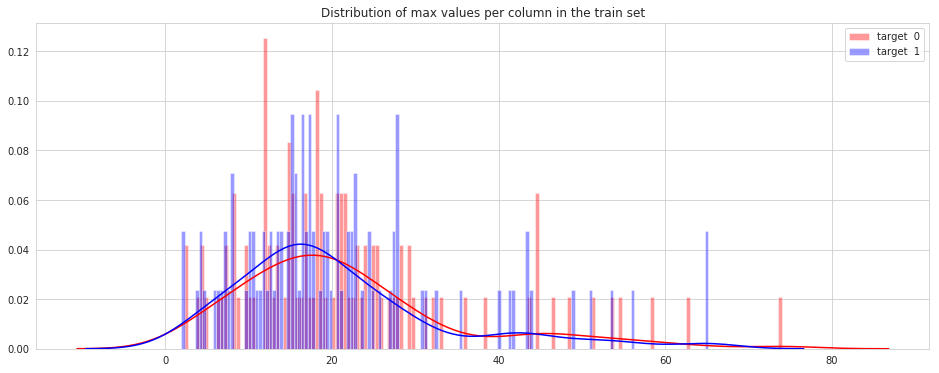 Distribution of max values per column in the train set
target 0
target 1
0.12
0.10
0.08
0.06
0.04
0.02
0.00
0 20 40 60 80